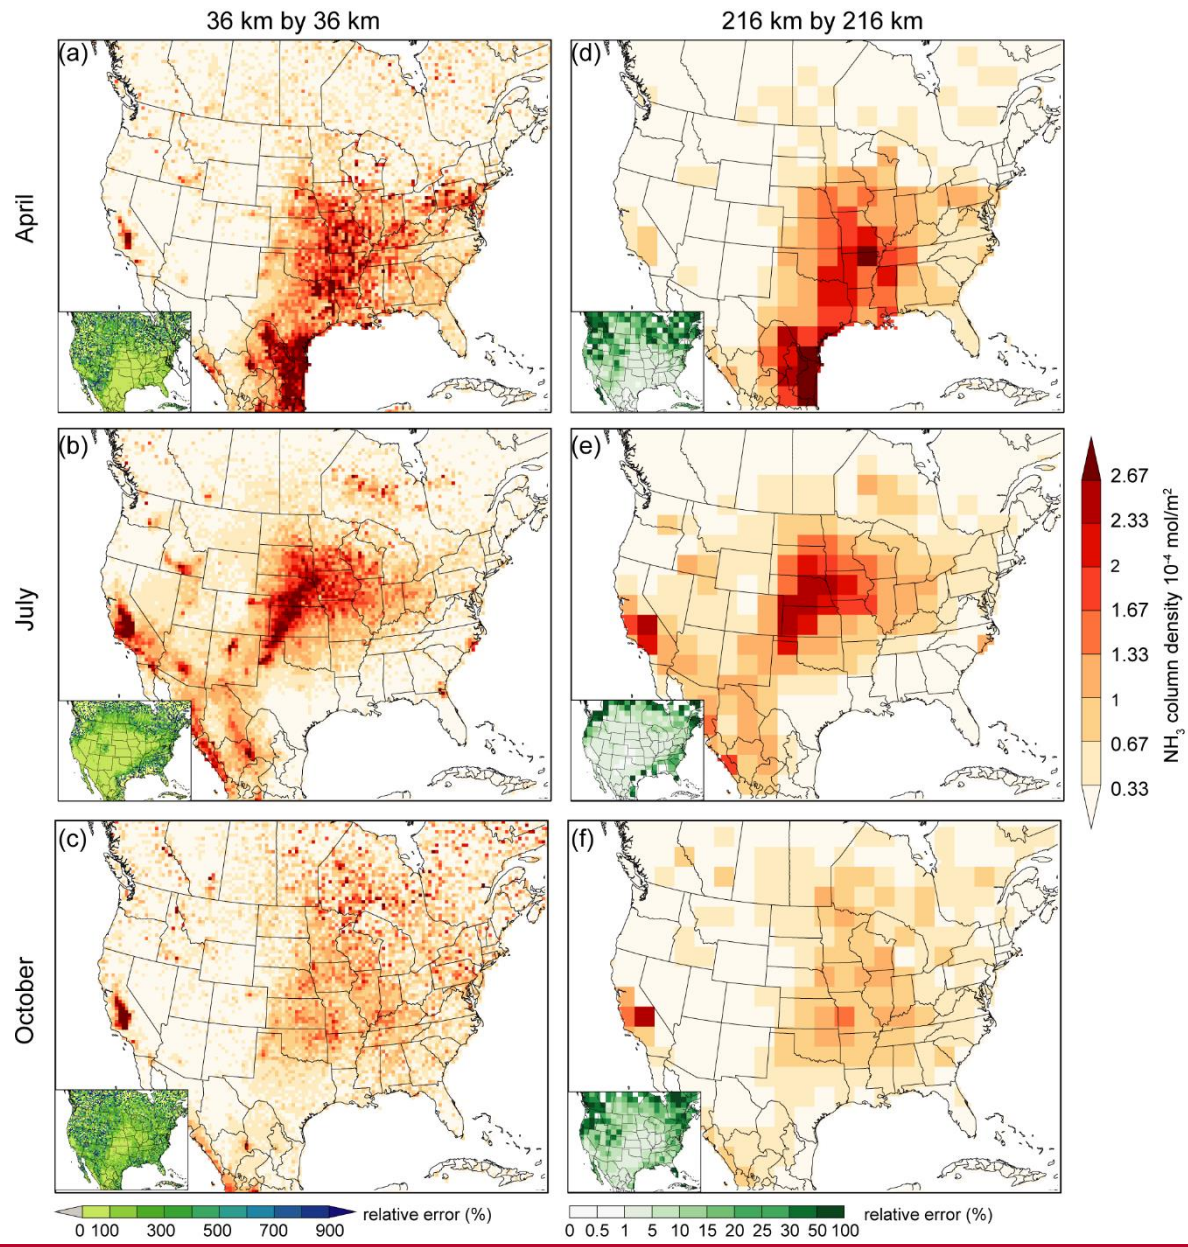 36 km by 36 km
216 km by 216 km
(a)
(d)
April
(b)
(e)
July
2.67
2.33
2
1.67
1.33
1
0.67
0.33
NH₃ column density 10⁻⁴ mol/m²
(c)
(f)
October
0 100 300 500 700 900 relative error (%)
0 0.5 1 5 10 15 20 25 30 50 100 relative error (%)